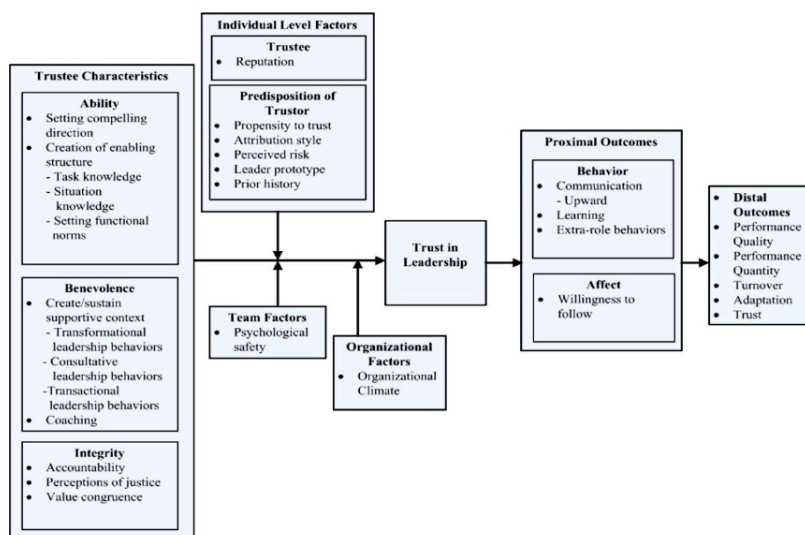 Trustee Characteristics
Ability
• Setting compelling
direction
• Creation of enabling
structure
- Task knowledge
- Situation
knowledge
- Setting functional
norms
Benevolence
• Create/sustain
supportive context
- Transformational
leadership behaviors
- Consultative
leadership behaviors
-Transactional
leadership behaviors
• Coaching
Integrity
• Accountability
• Perceptions of justice
• Value congruence
Individual Level Factors
Trustee
• Reputation
Predisposition of
Trustor
• Propensity to trust
• Attribution style
• Perceived risk
• Leader prototype
• Prior history
Team Factors
• Psychological
safety
Organizational
Factors
• Organizational
Climate
Trust in
Leadership
Proximal Outcomes
Behavior
• Communication
- Upward
• Learning
• Extra-role behaviors
Affect
• Willingness to
follow
• Distal
Outcomes
• Performance
Quality
• Performance
Quantity
• Turnover
• Adaptation
• Trust